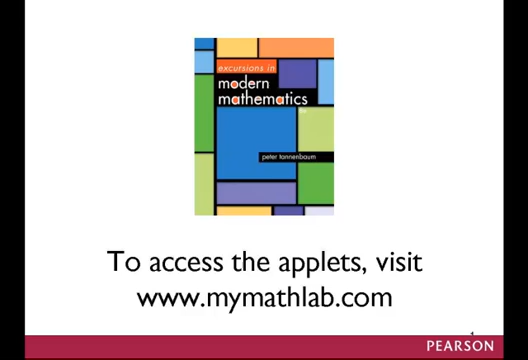 excursions in
modern
mathematics
peter tannenbaum
To access the applets, visit
www.mymathlab.com
PEARSON